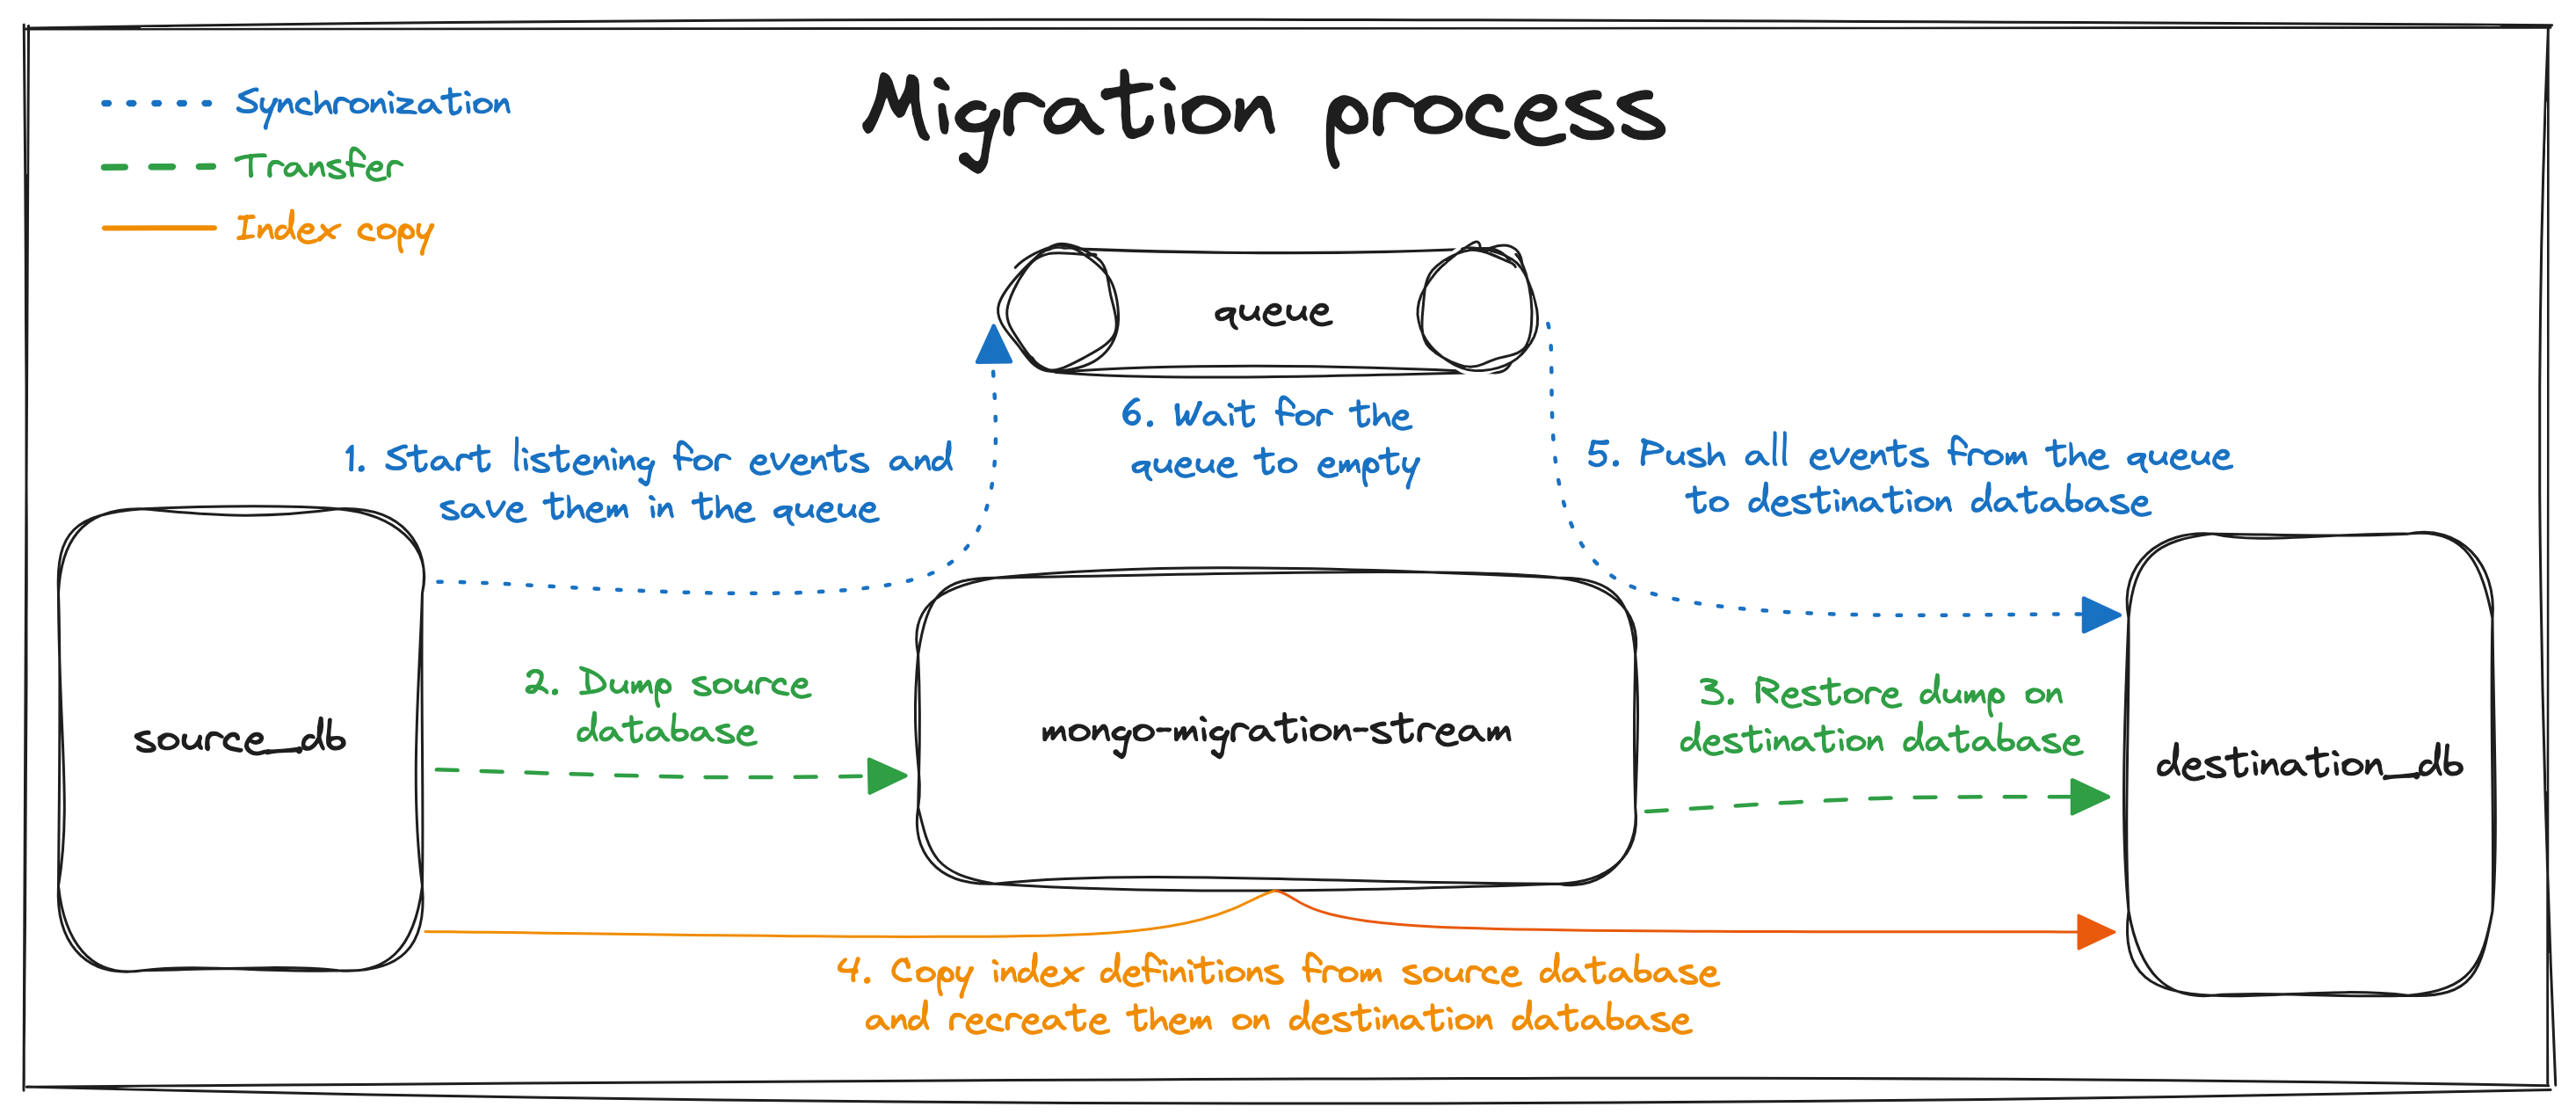 Migration process
Synchronization
Transfer
Index copy
queue
6. Wait for the
queue to empty
1. Start listening for events and
save them in the queue
5. Push all events from the queue
to destination database
source_db
2. Dump source
database
mongo-migration-stream
3. Restore dump on
destination database
destination_db
4. Copy index definitions from source database
and recreate them on destination database